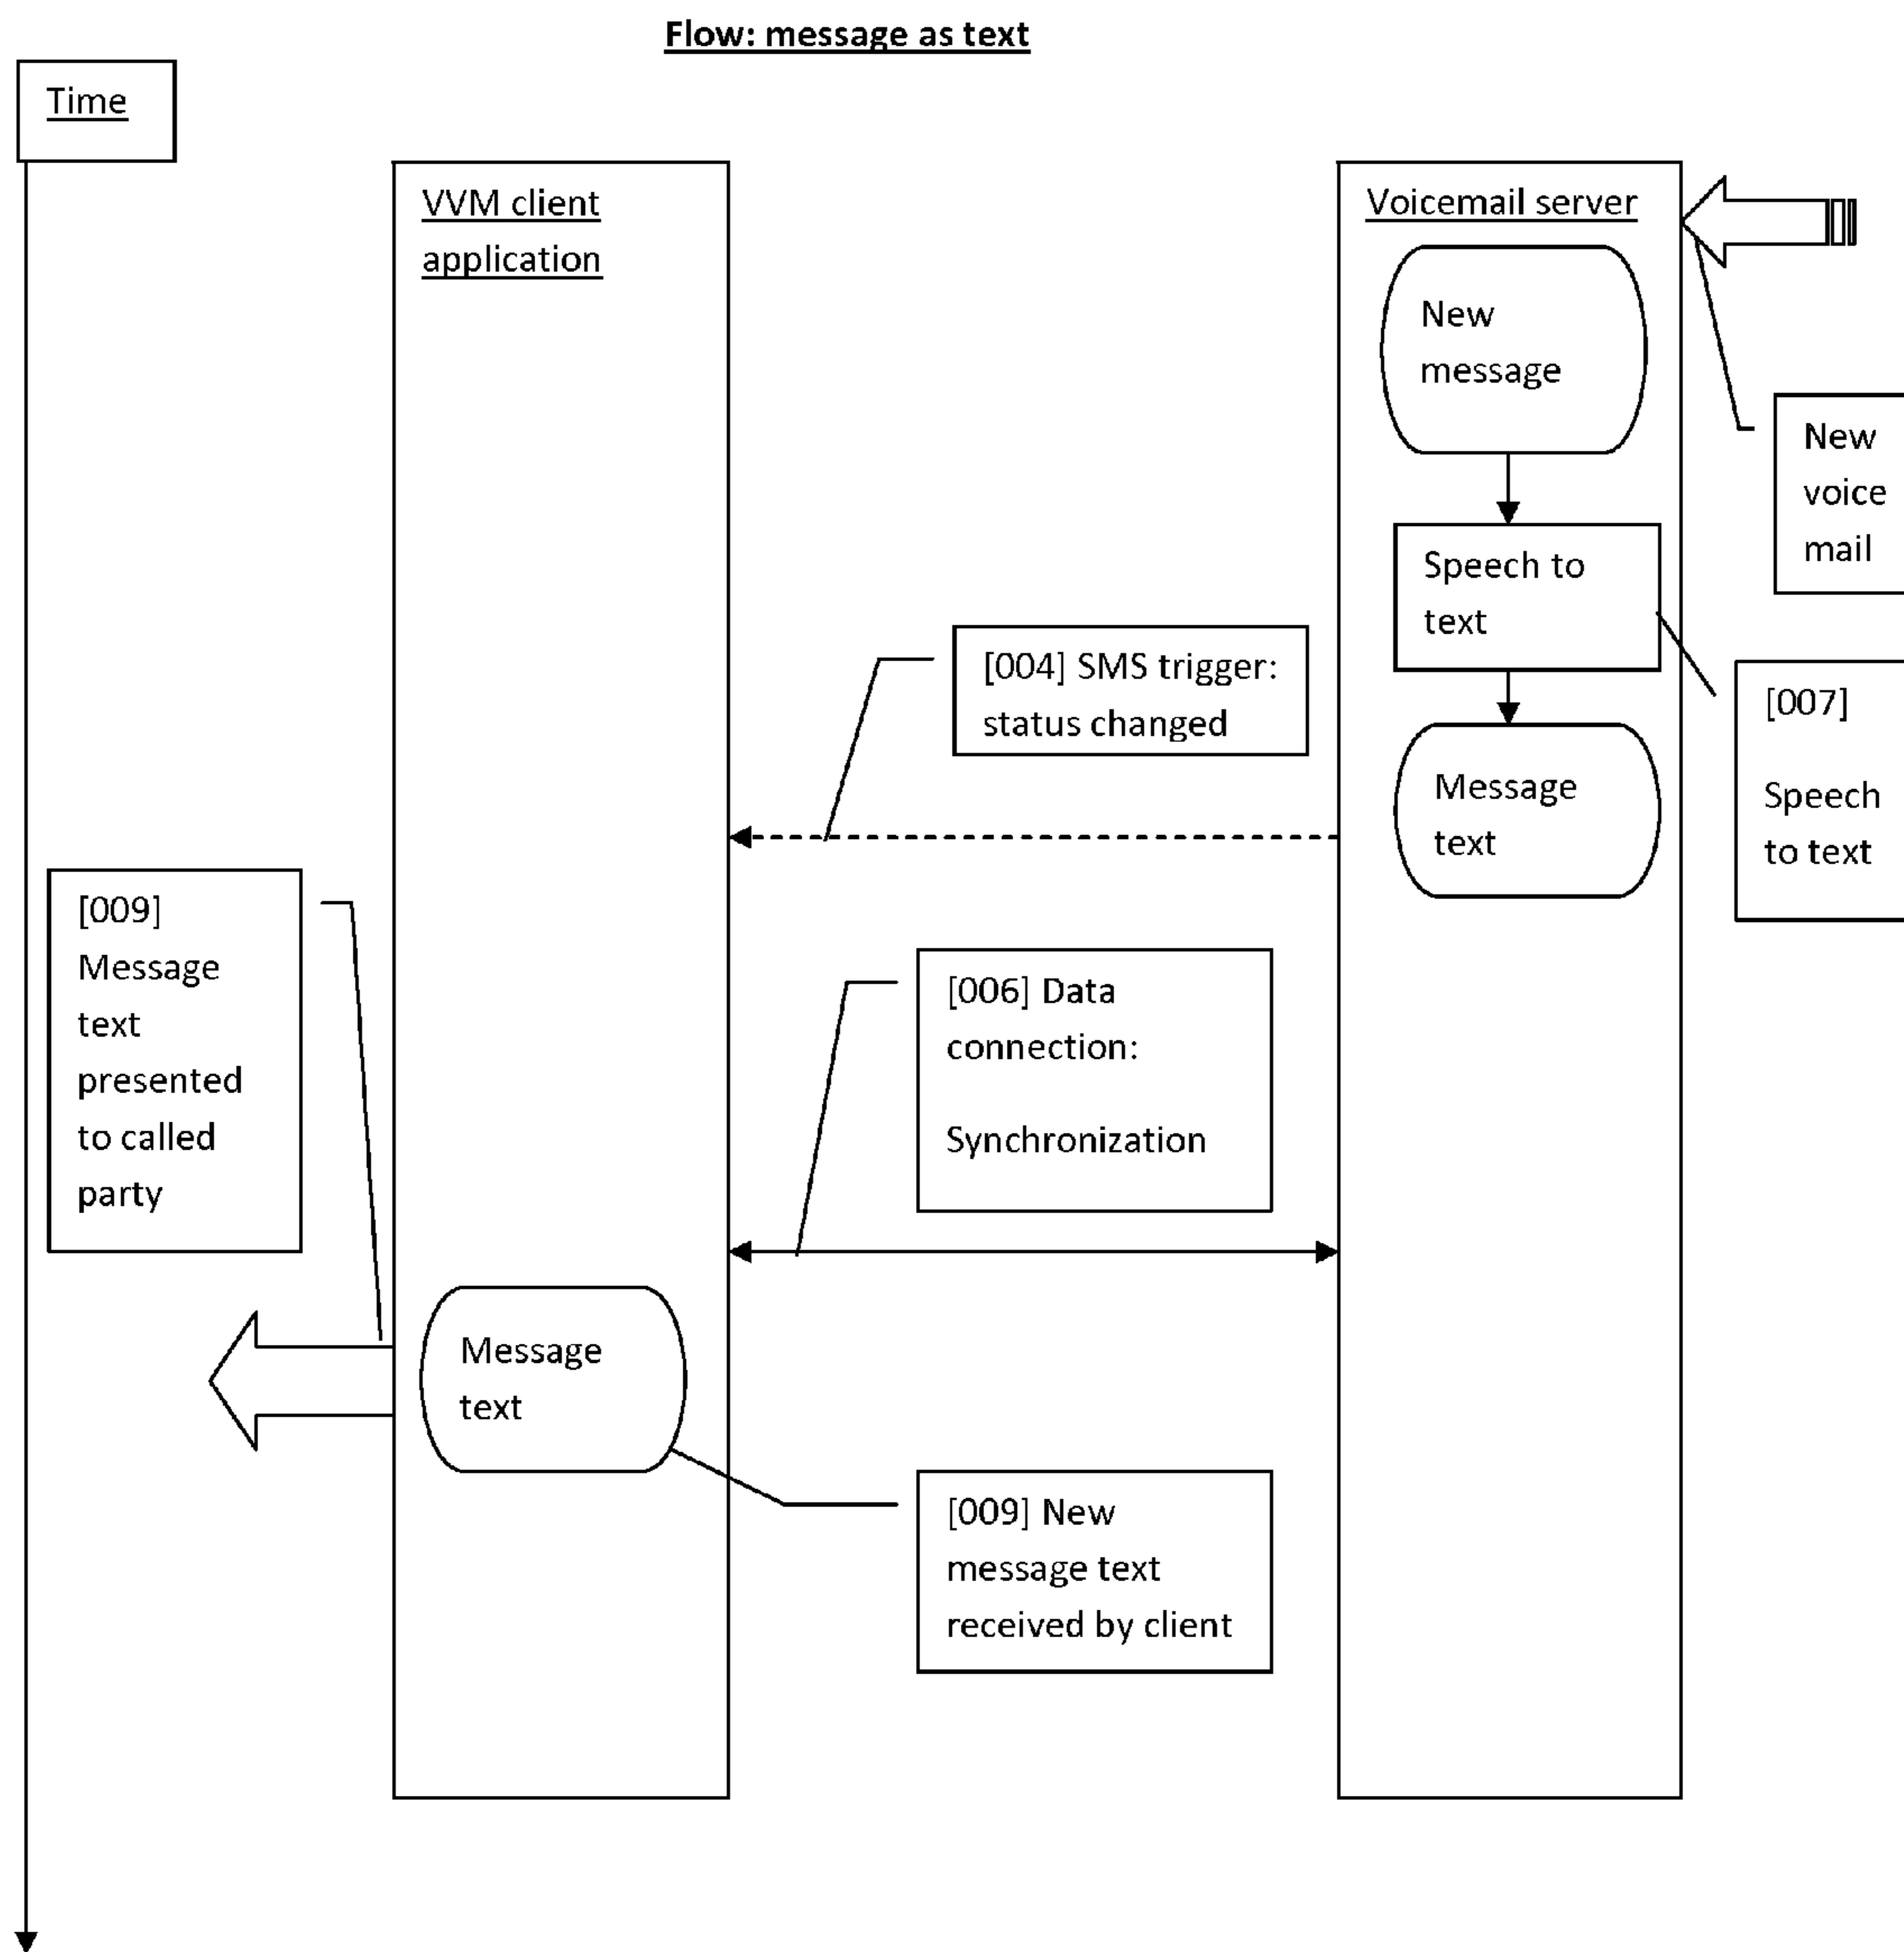 Flow: message as text
Time
VVM client
application
Voicemail server
New
message
New
voice
mail
Speech to
text
[004] SMS trigger:
status changed
[007]
Speech
to text
Message
text
[009]
Message
text
presented
to called
party
[006] Data
connection:
Synchronization
Message
text
[009] New
message text
received by client